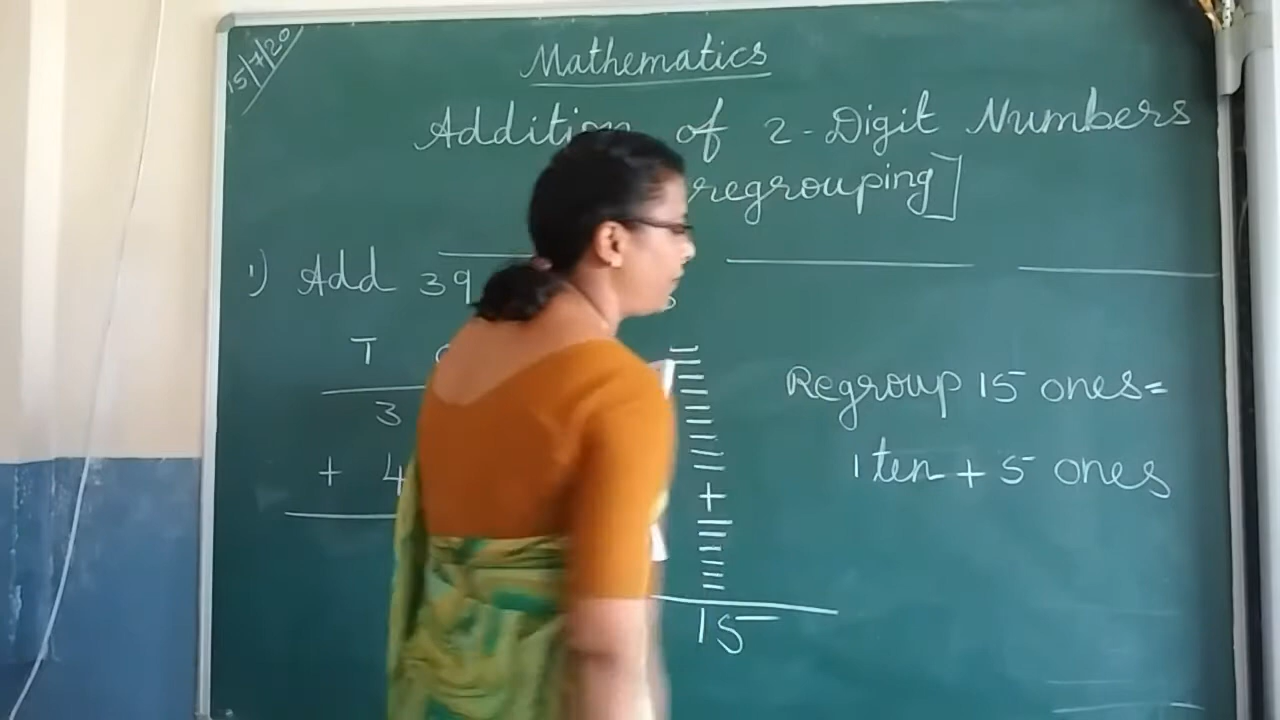 15/7/20
Mathematics
Addition of 2-Digit Numbers
regrouping]
1) Add 39
T
3
+ 4
+
15
Regroup 15 ones=
1 ten + 5 ones